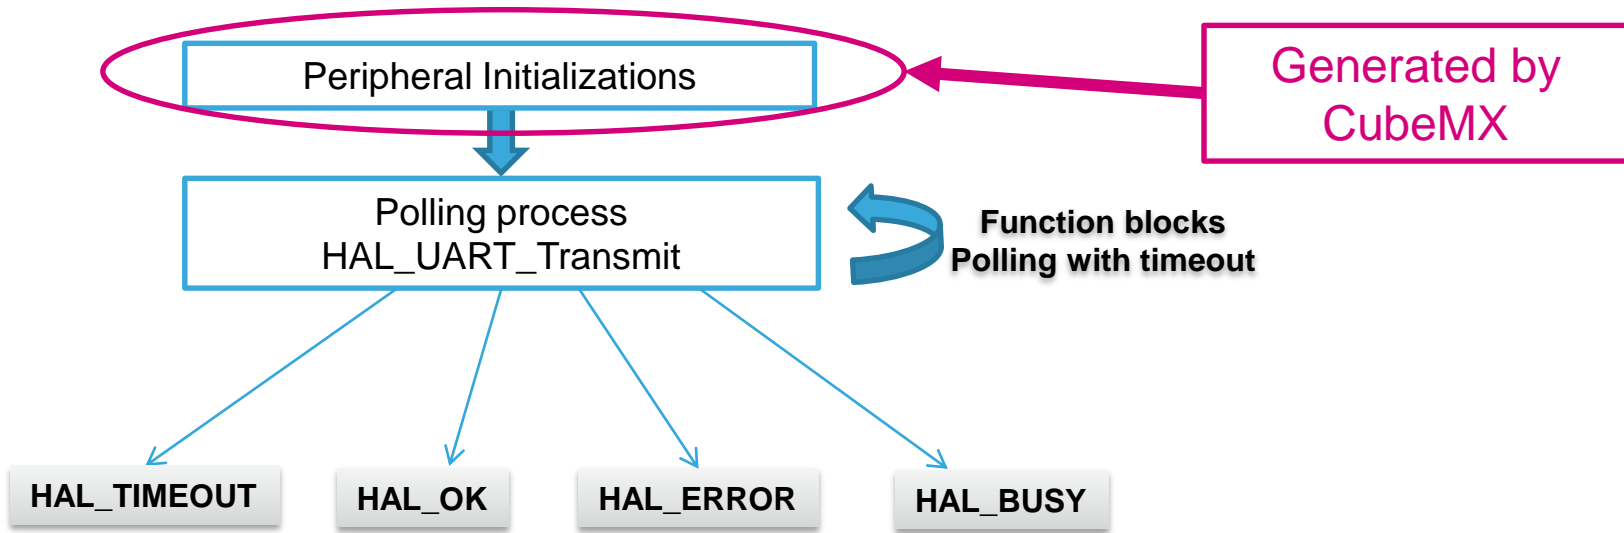 Peripheral Initializations
Generated by
CubeMX
Polling process
HAL_UART_Transmit
Function blocks
Polling with timeout
HAL_TIMEOUT
HAL_OK
HAL_ERROR
HAL_BUSY